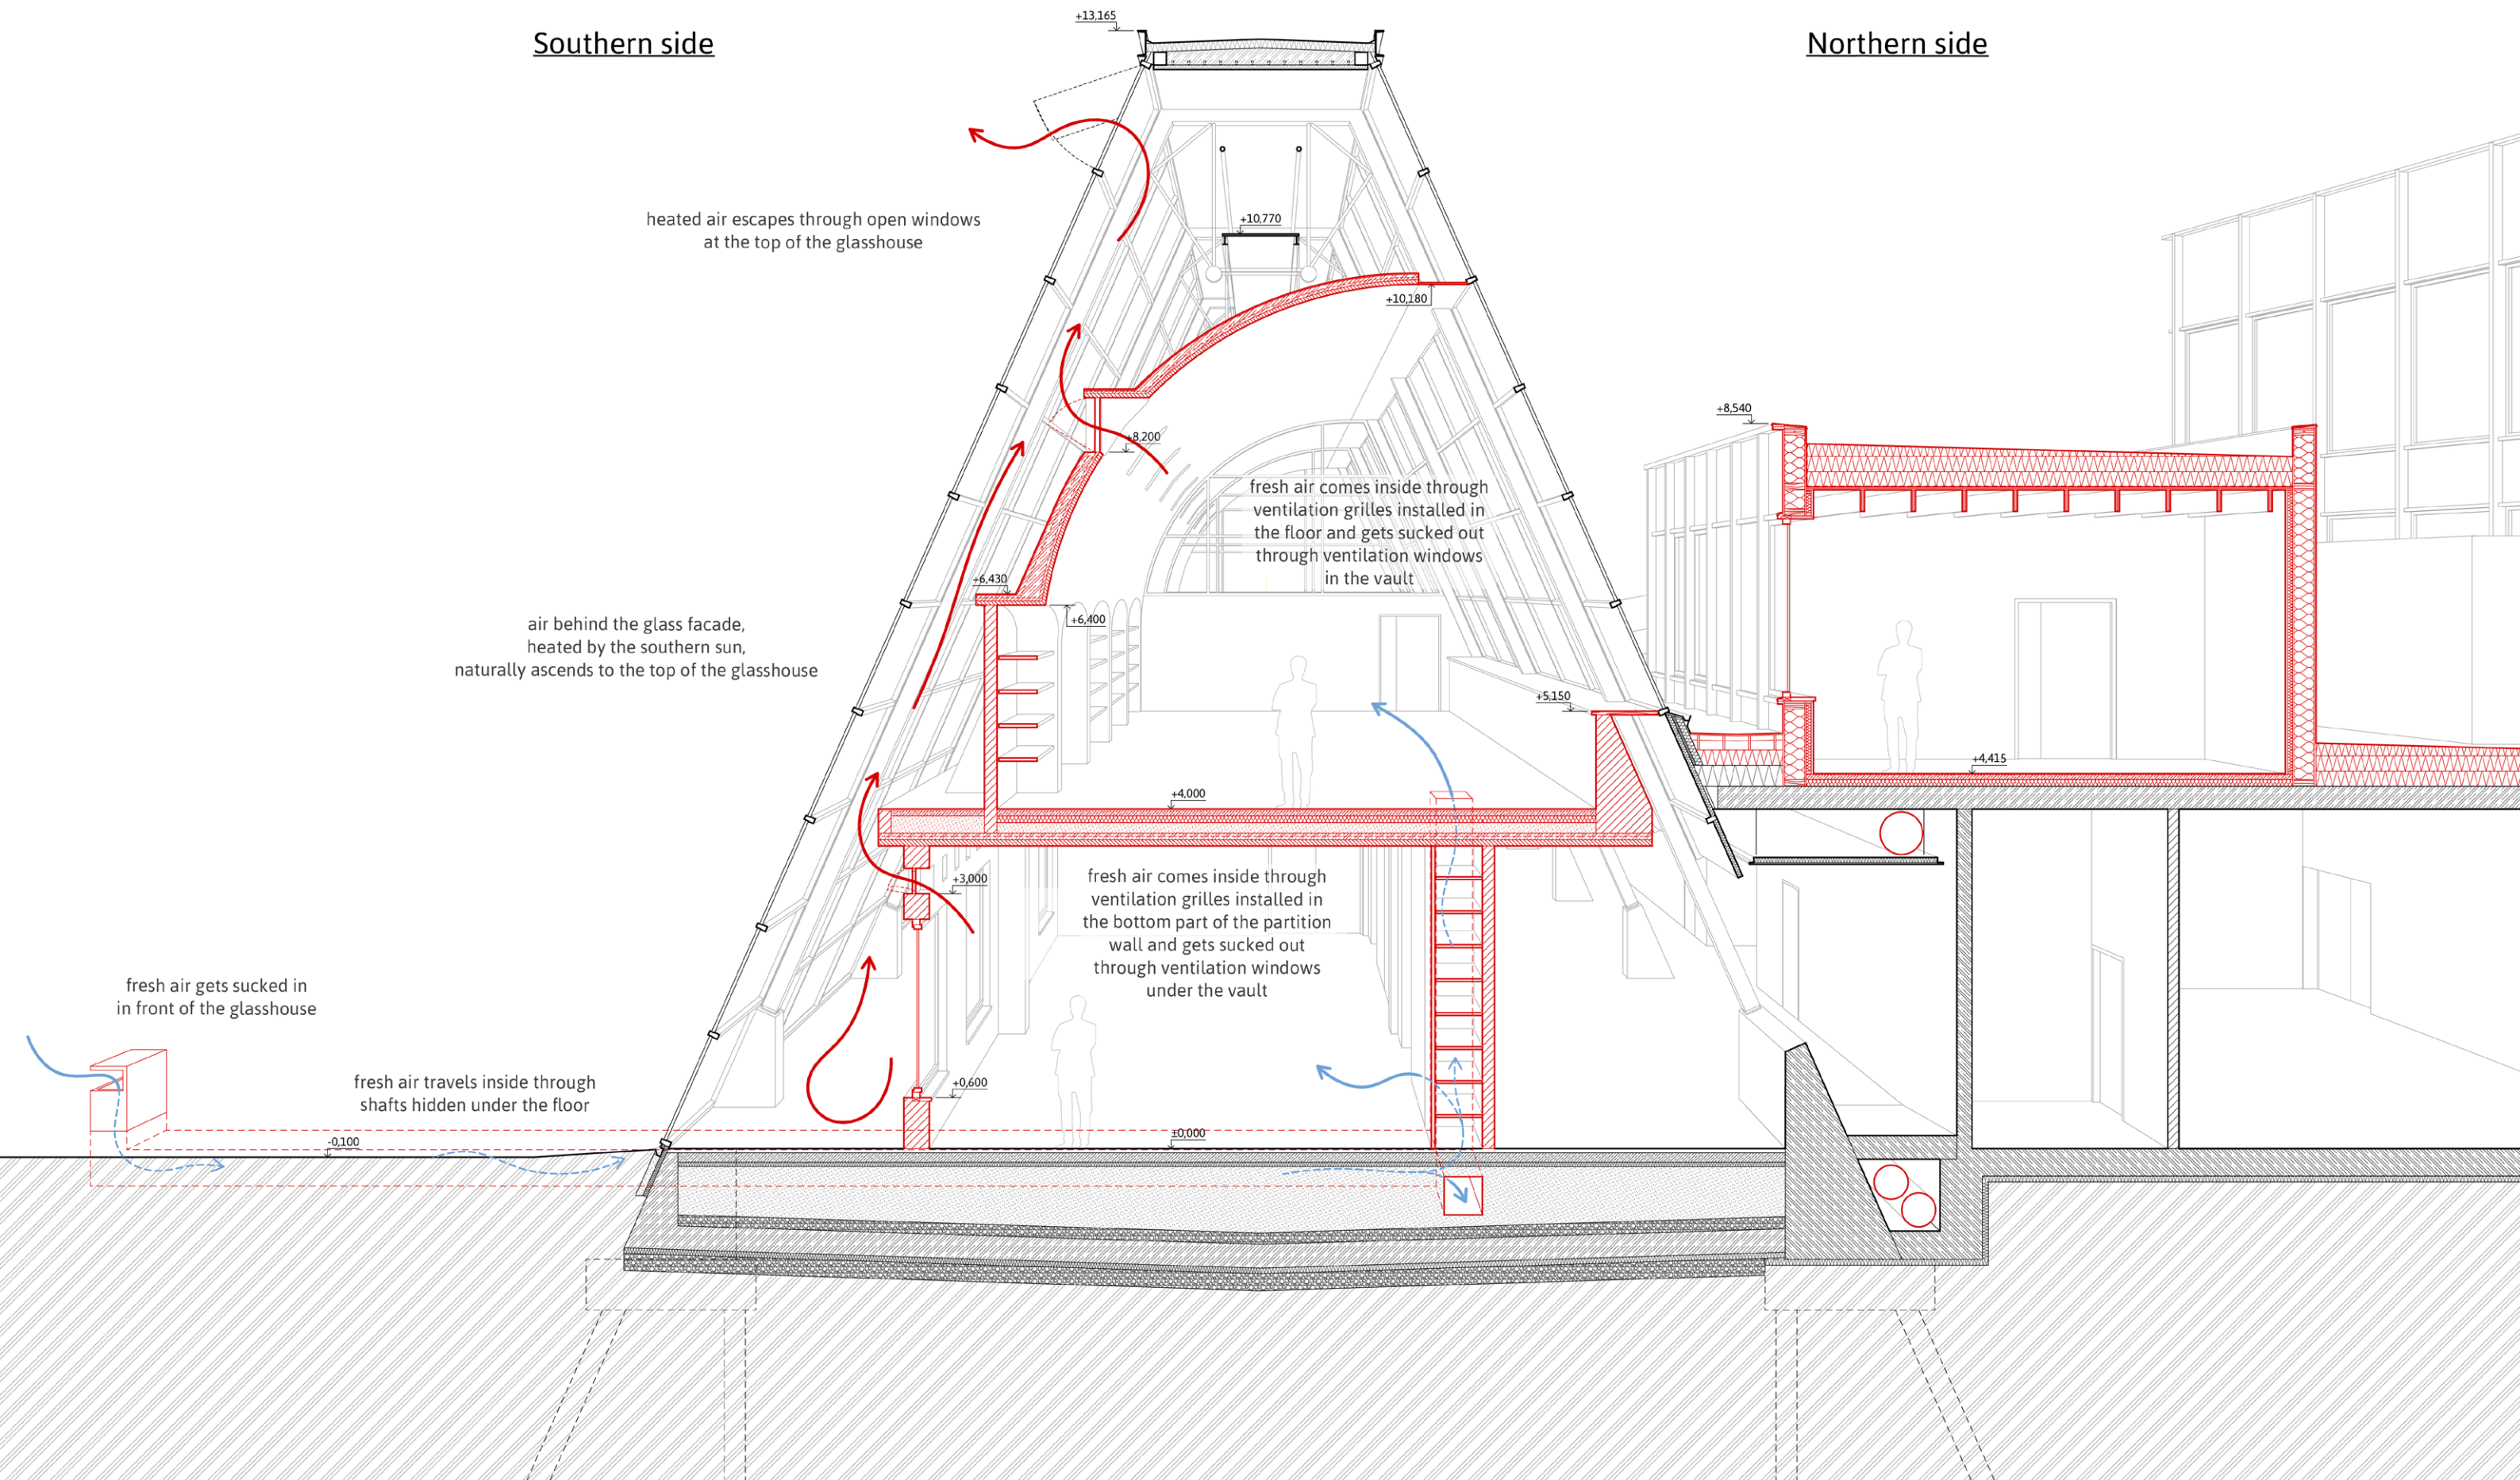 Southern side
+13,165
Northern side
heated air escapes through open windows
at the top of the glasshouse
+10,770
+10,180
+8,540
+8,200
fresh air comes inside through
ventilation grilles installed in
the floor and gets sucked out
through ventilation windows
in the vault
+6,430
+6,400
air behind the glass facade,
heated by the southern sun,
naturally ascends to the top of the glasshouse
+5,150
+4,415
+4,000
+3,000
fresh air comes inside through
ventilation grilles installed in
the bottom part of the partition
wall and gets sucked out
through ventilation windows
under the vault
fresh air gets sucked in
in front of the glasshouse
fresh air travels inside through
shafts hidden under the floor
+0,600
±0,000
-0,100